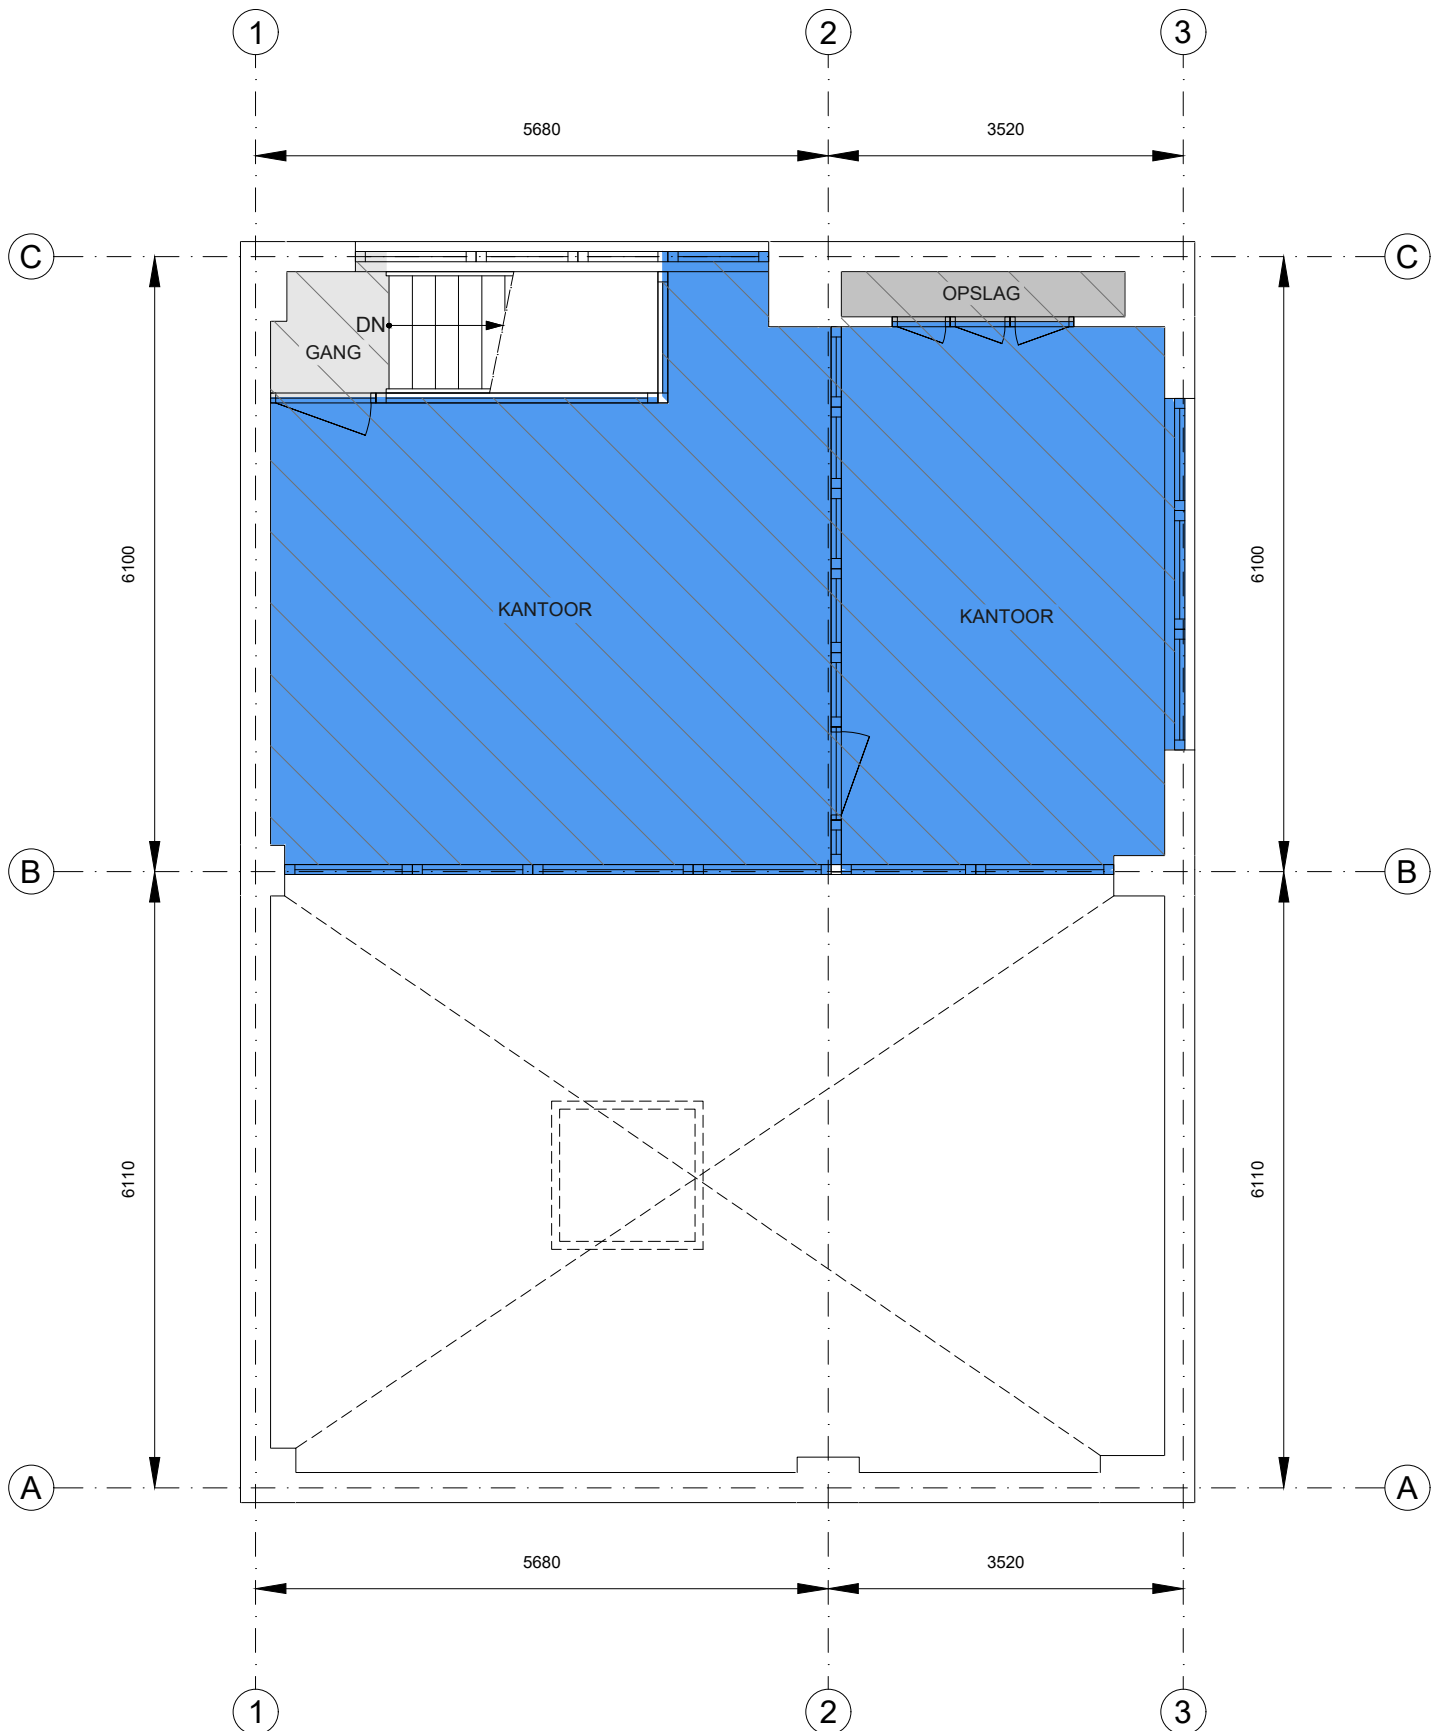 1 2 3
5680 3520
C C
OPSLAG
DN
GANG
6100 6100
KANTOOR KANTOOR
B B
6110 6110
A A
5680 3520
1 2 3